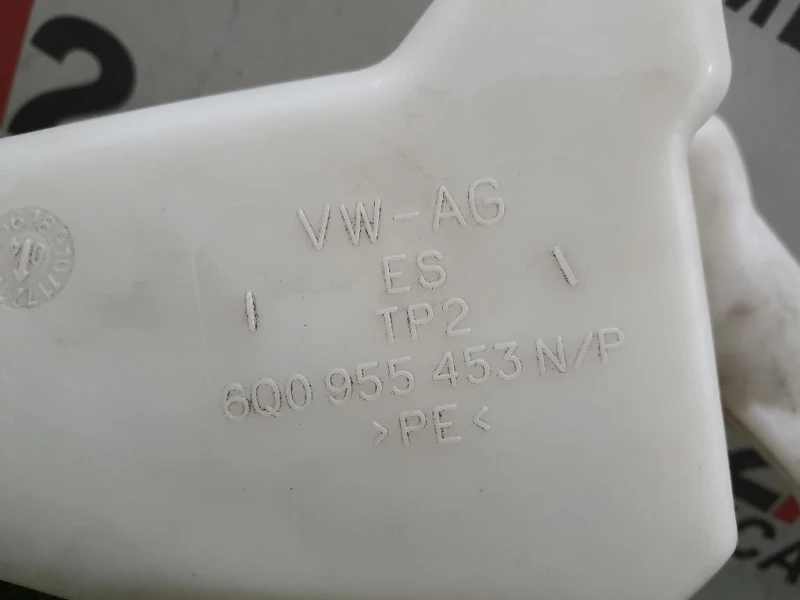 VW-AG
ES
TP2
6Q0 955 453 N/P
>PE<